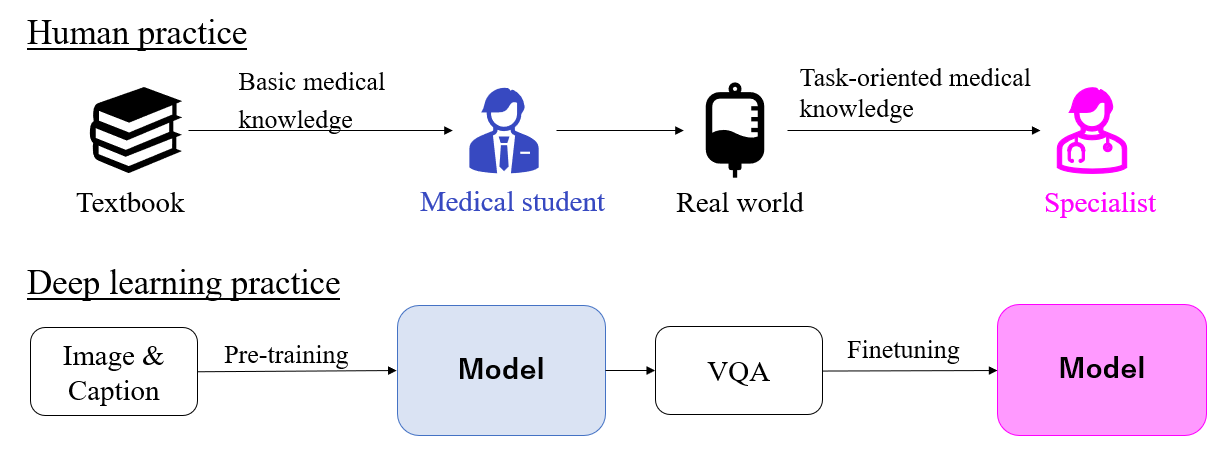 Human practice
Basic medical
knowledge
Task-oriented medical
knowledge
Textbook
Medical student
Real world
Specialist
Deep learning practice
Image &
Caption
Pre-training
Model
VQA
Finetuning
Model